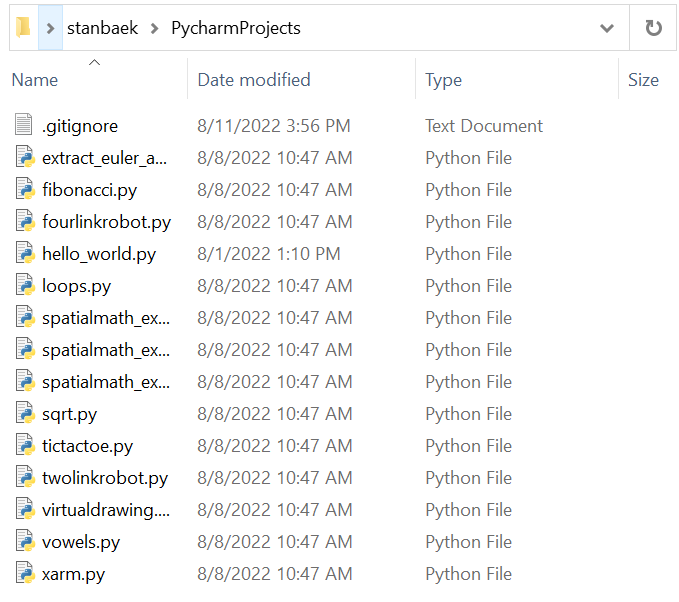 stanbaek > PycharmProjects
Name Date modified Type Size
.gitignore 8/11/2022 3:56 PM Text Document
extract_euler_a... 8/8/2022 10:47 AM Python File
fibonacci.py 8/8/2022 10:47 AM Python File
fourlinkrobot.py 8/8/2022 10:47 AM Python File
hello_world.py 8/1/2022 1:10 PM Python File
loops.py 8/8/2022 10:47 AM Python File
spatialmath_ex... 8/8/2022 10:47 AM Python File
spatialmath_ex... 8/8/2022 10:47 AM Python File
spatialmath_ex... 8/8/2022 10:47 AM Python File
sqrt.py 8/8/2022 10:47 AM Python File
tictactoe.py 8/8/2022 10:47 AM Python File
twolinkrobot.py 8/8/2022 10:47 AM Python File
virtualdrawing.... 8/8/2022 10:47 AM Python File
vowels.py 8/8/2022 10:47 AM Python File
xarm.py 8/8/2022 10:47 AM Python File